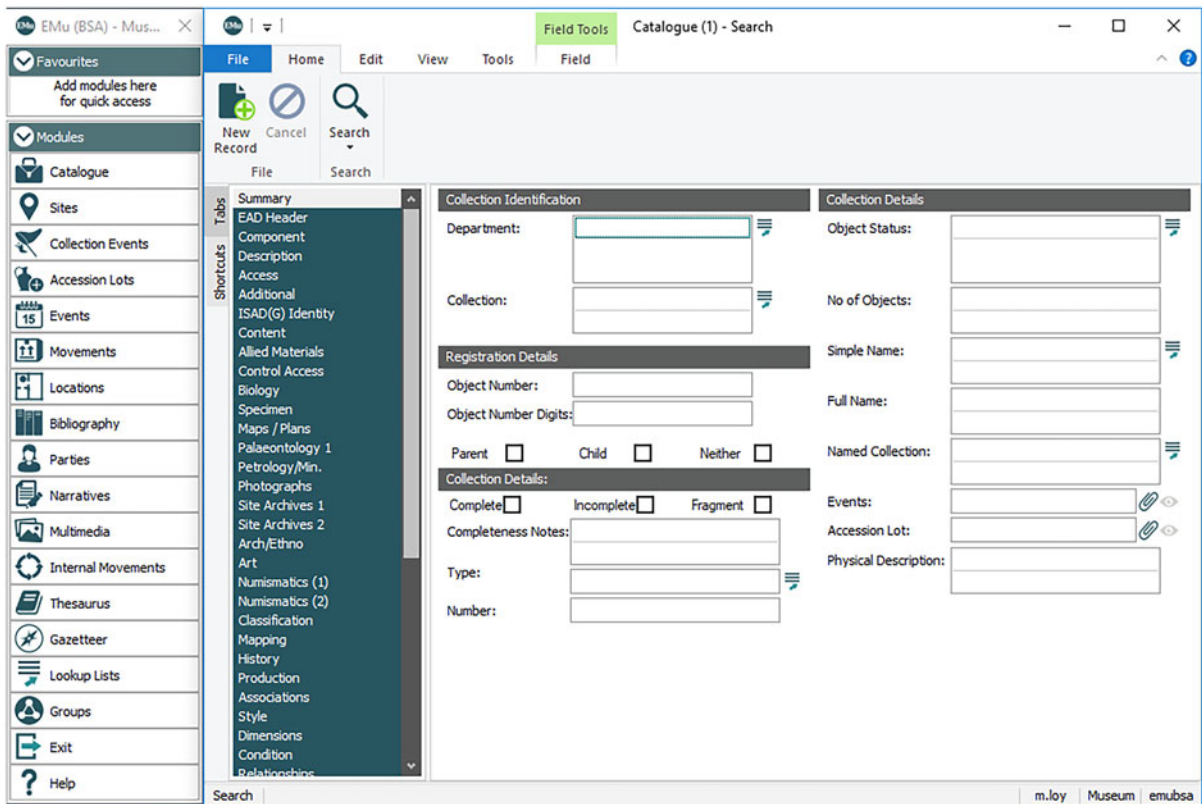 EMu (BSA) - Mus...
Favourites
Add modules here
for quick access
Modules
Catalogue
Sites
Collection Events
Accession Lots
15
Events
Movements
Locations
Bibliography
Parties
Narratives
Multimedia
Internal Movements
Thesaurus
Gazetteer
Lookup Lists
Groups
Exit
Help
EMu
Field Tools
Catalogue (1) - Search
File
Home
Edit
View
Tools
Field
New
Record
Cancel
Search
File
Search
Tabs
Shortcuts
Summary
EAD Header
Component
Description
Access
Additional
ISAD(G) Identity
Content
Allied Materials
Control Access
Biology
Specimen
Maps / Plans
Palaeontology 1
Petrology/Min.
Photographs
Site Archives 1
Site Archives 2
Arch/Ethno
Art
Numismatics (1)
Numismatics (2)
Classification
Mapping
History
Production
Associations
Style
Dimensions
Condition
Relationships
Collection Identification
Department:
Collection:
Registration Details
Object Number:
Object Number Digits:
Parent Child Neither
Collection Details:
Complete Incomplete Fragment
Completeness Notes:
Type:
Number:
Collection Details
Object Status:
No of Objects:
Simple Name:
Full Name:
Named Collection:
Events:
Accession Lot:
Physical Description:
Search
m.loy Museum emubsa